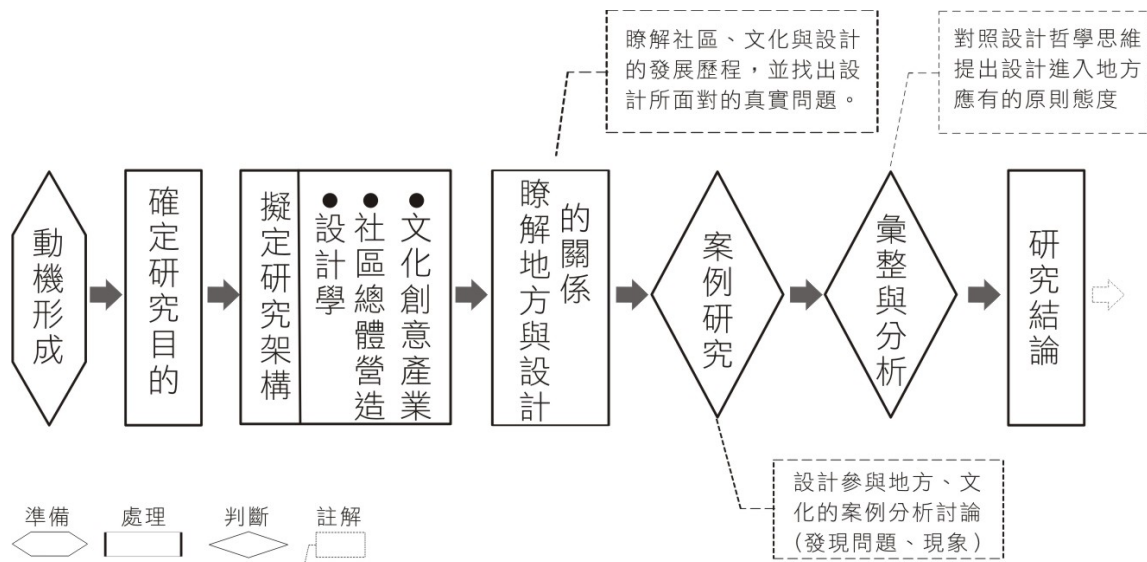 瞭解社區、文化與設計
的發展歷程，並找出設
計所面對的真實問題。
對照設計哲學思維
提出設計進入地方
應有的原則態度
動機形成
確定研究目的
擬定研究架構
●設計學
●社區總體營造
●文化創意產業
瞭解地方與設計
的關係
案例研究
彙整與分析
研究結論
設計參與地方、文
化的案例分析討論
(發現問題、現象)
準備
處理
判斷
註解